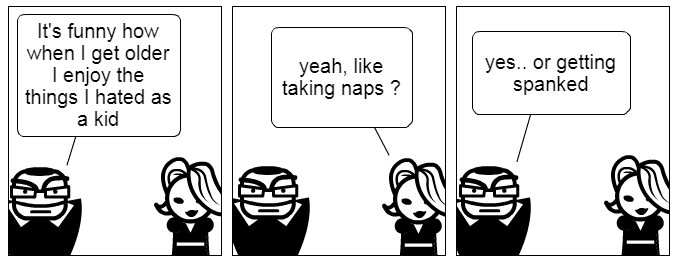 It's funny how
when I get older
I enjoy the
things I hated as
a kid
yeah, like
taking naps ?
yes.. or getting
spanked